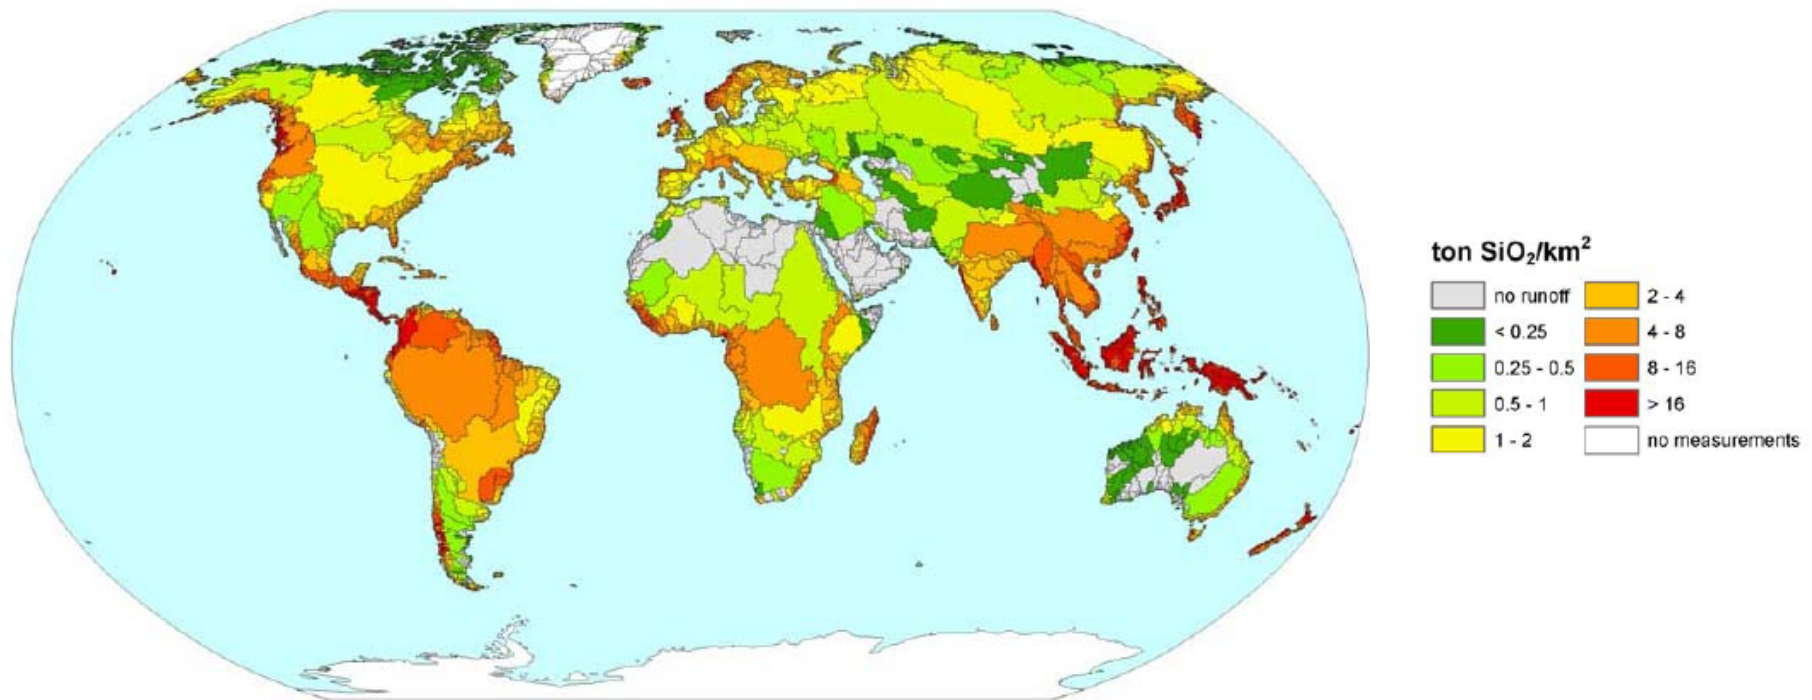 ton SiO₂/km²
no runoff
< 0.25
0.25 - 0.5
0.5 - 1
1 - 2
2 - 4
4 - 8
8 - 16
> 16
no measurements